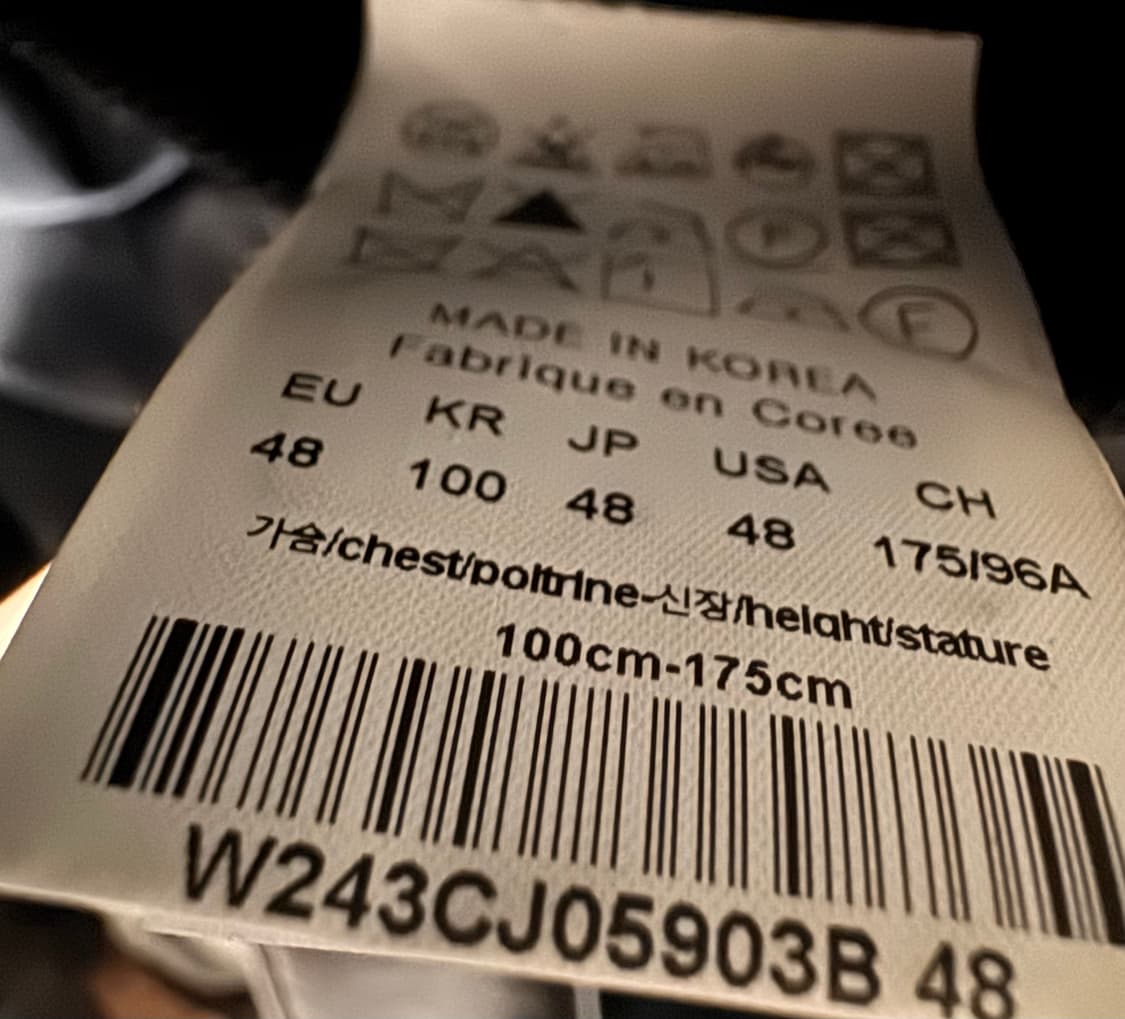 F
F
MADE IN KOREA
Fabrique en Coree
EU KR JP USA CH
48 100 48 48 175/96A
가슴/chest/poitrine-신장/height/stature
100cm-175cm
W243CJ05903B 48